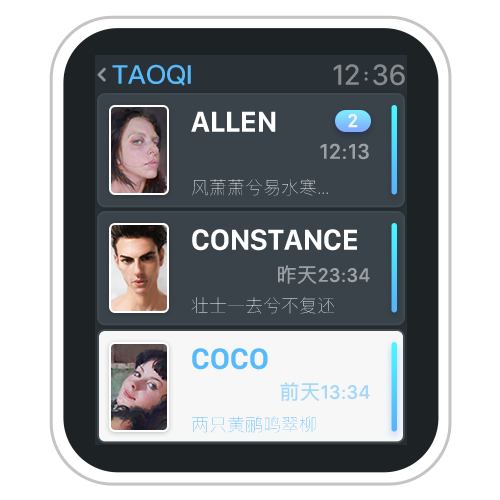 TAOQI 12:36
ALLEN 2
12:13
风萧萧兮易水寒...
CONSTANCE
昨天23:34
壮士一去兮不复还
COCO
前天13:34
两只黄鹂鸣翠柳